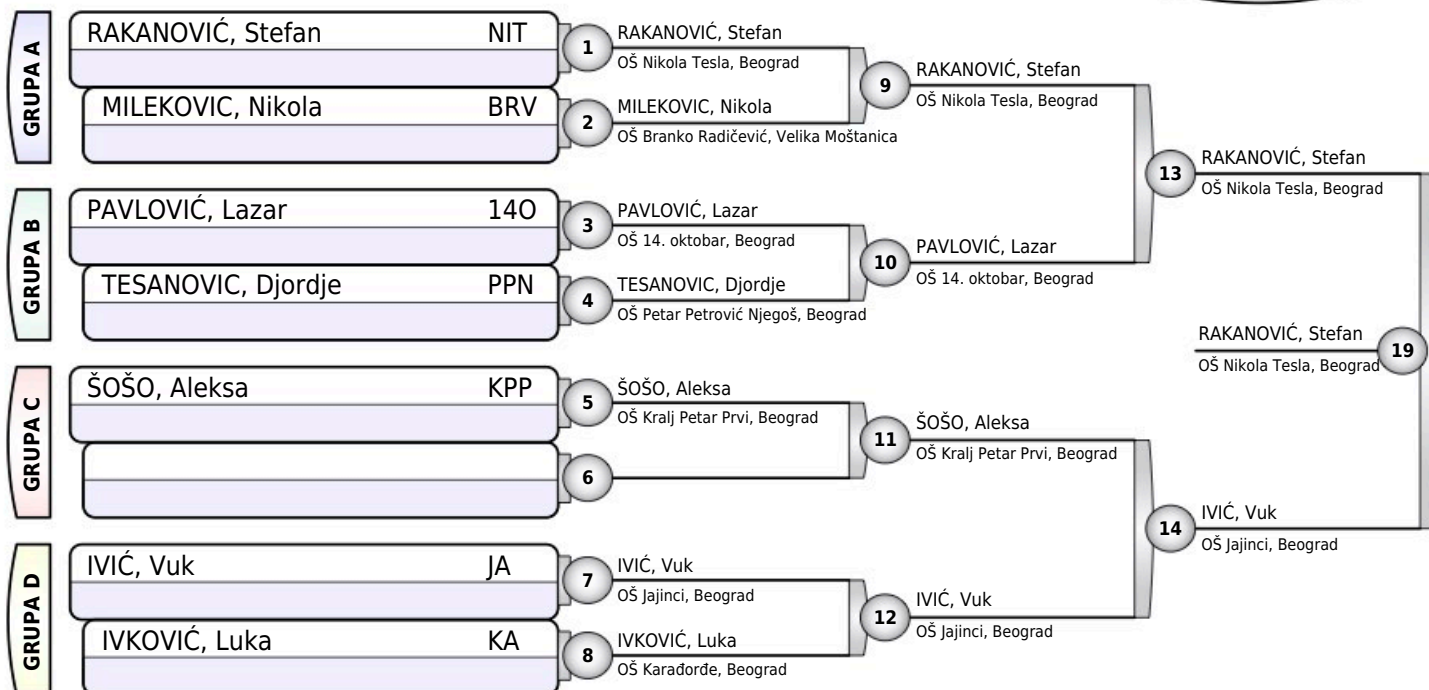 GRUPA A
RAKANOVIĆ, Stefan NIT
MILEKOVIC, Nikola BRV
GRUPA B
PAVLOVIĆ, Lazar 14O
TESANOVIC, Djordje PPN
GRUPA C
ŠOŠO, Aleksa KPP
GRUPA D
IVIĆ, Vuk JA
IVKOVIĆ, Luka KA
1
RAKANOVIĆ, Stefan
OŠ Nikola Tesla, Beograd
2
MILEKOVIC, Nikola
OŠ Branko Radičević, Velika Moštanica
3
PAVLOVIĆ, Lazar
OŠ 14. oktobar, Beograd
4
TESANOVIC, Djordje
OŠ Petar Petrović Njegoš, Beograd
5
ŠOŠO, Aleksa
OŠ Kralj Petar Prvi, Beograd
6
7
IVIĆ, Vuk
OŠ Jajinci, Beograd
8
IVKOVIĆ, Luka
OŠ Karađorđe, Beograd
9
RAKANOVIĆ, Stefan
OŠ Nikola Tesla, Beograd
10
PAVLOVIĆ, Lazar
OŠ 14. oktobar, Beograd
11
ŠOŠO, Aleksa
OŠ Kralj Petar Prvi, Beograd
12
IVIĆ, Vuk
OŠ Jajinci, Beograd
13
RAKANOVIĆ, Stefan
OŠ Nikola Tesla, Beograd
14
IVIĆ, Vuk
OŠ Jajinci, Beograd
RAKANOVIĆ, Stefan
OŠ Nikola Tesla, Beograd
19